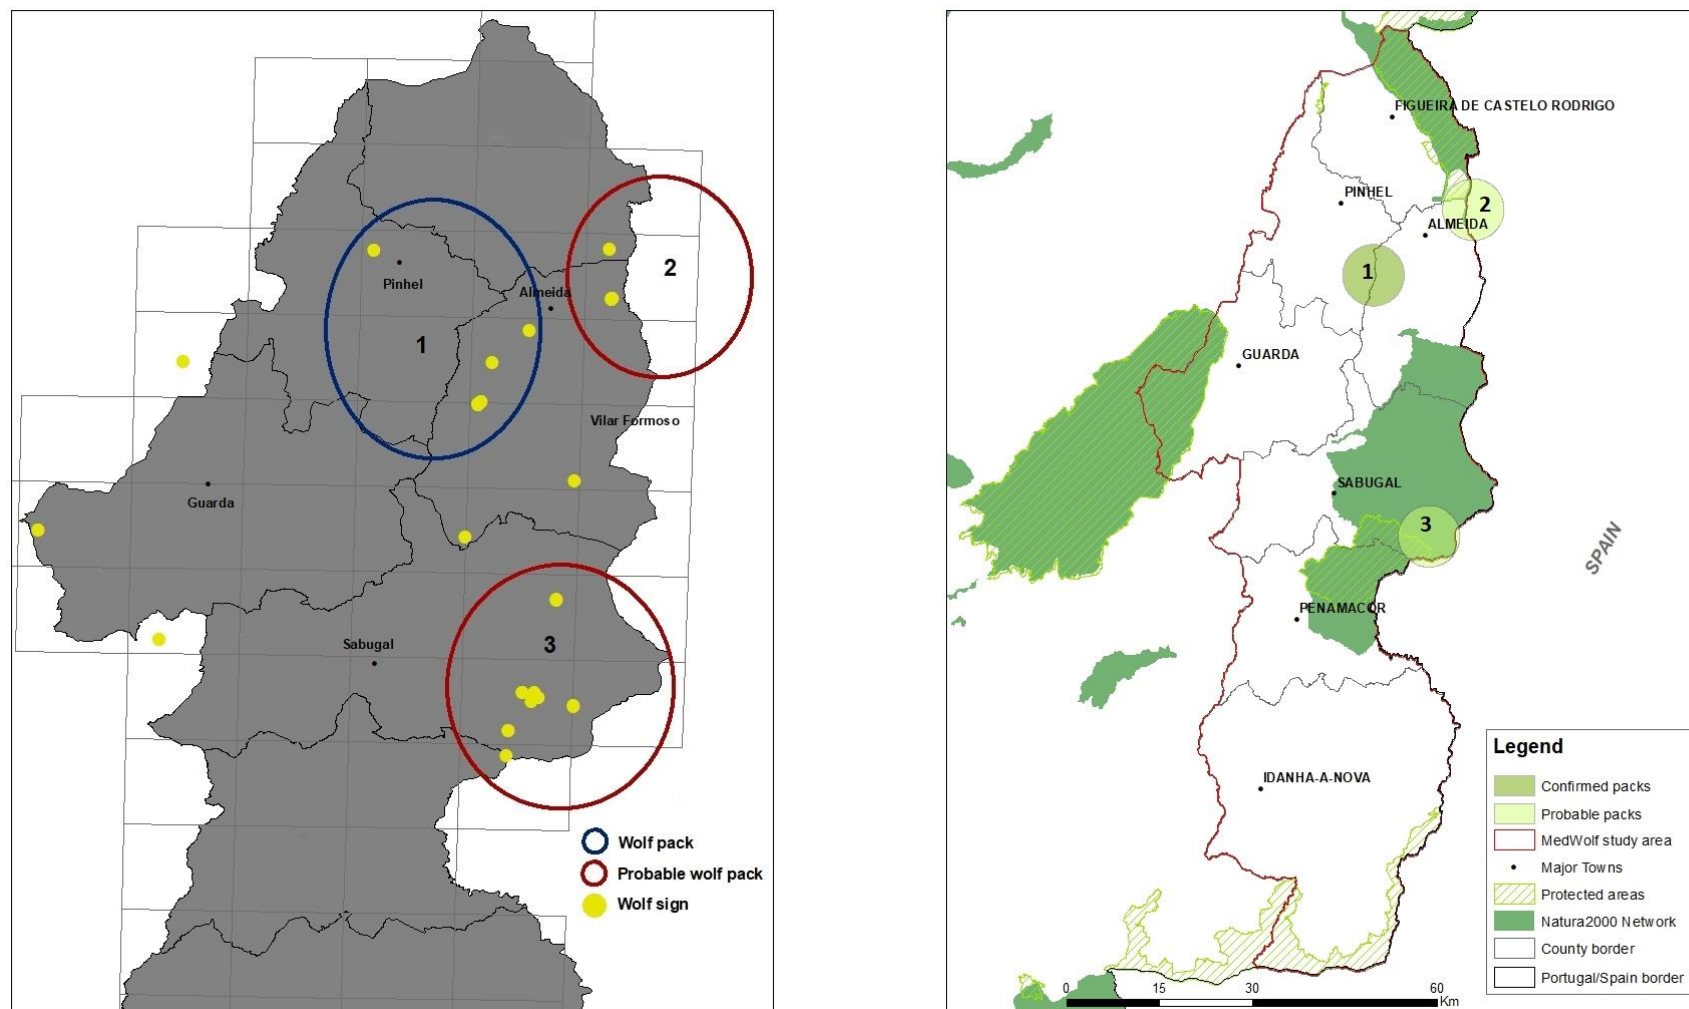 2
Pinhel
Almeida
1
Vilar Formoso
Guarda
Sabugal
3
Wolf pack
Probable wolf pack
Wolf sign
FIGUEIRA DE CASTELO RODRIGO
PINHEL
2
ALMEIDA
1
GUARDA
SABUGAL
3
SPAIN
PENAMACOR
IDANHA-A-NOVA
Legend
Confirmed packs
Probable packs
MedWolf study area
Major Towns
Protected areas
Natura2000 Network
County border
Portugal/Spain border
0 15 30 60
Km